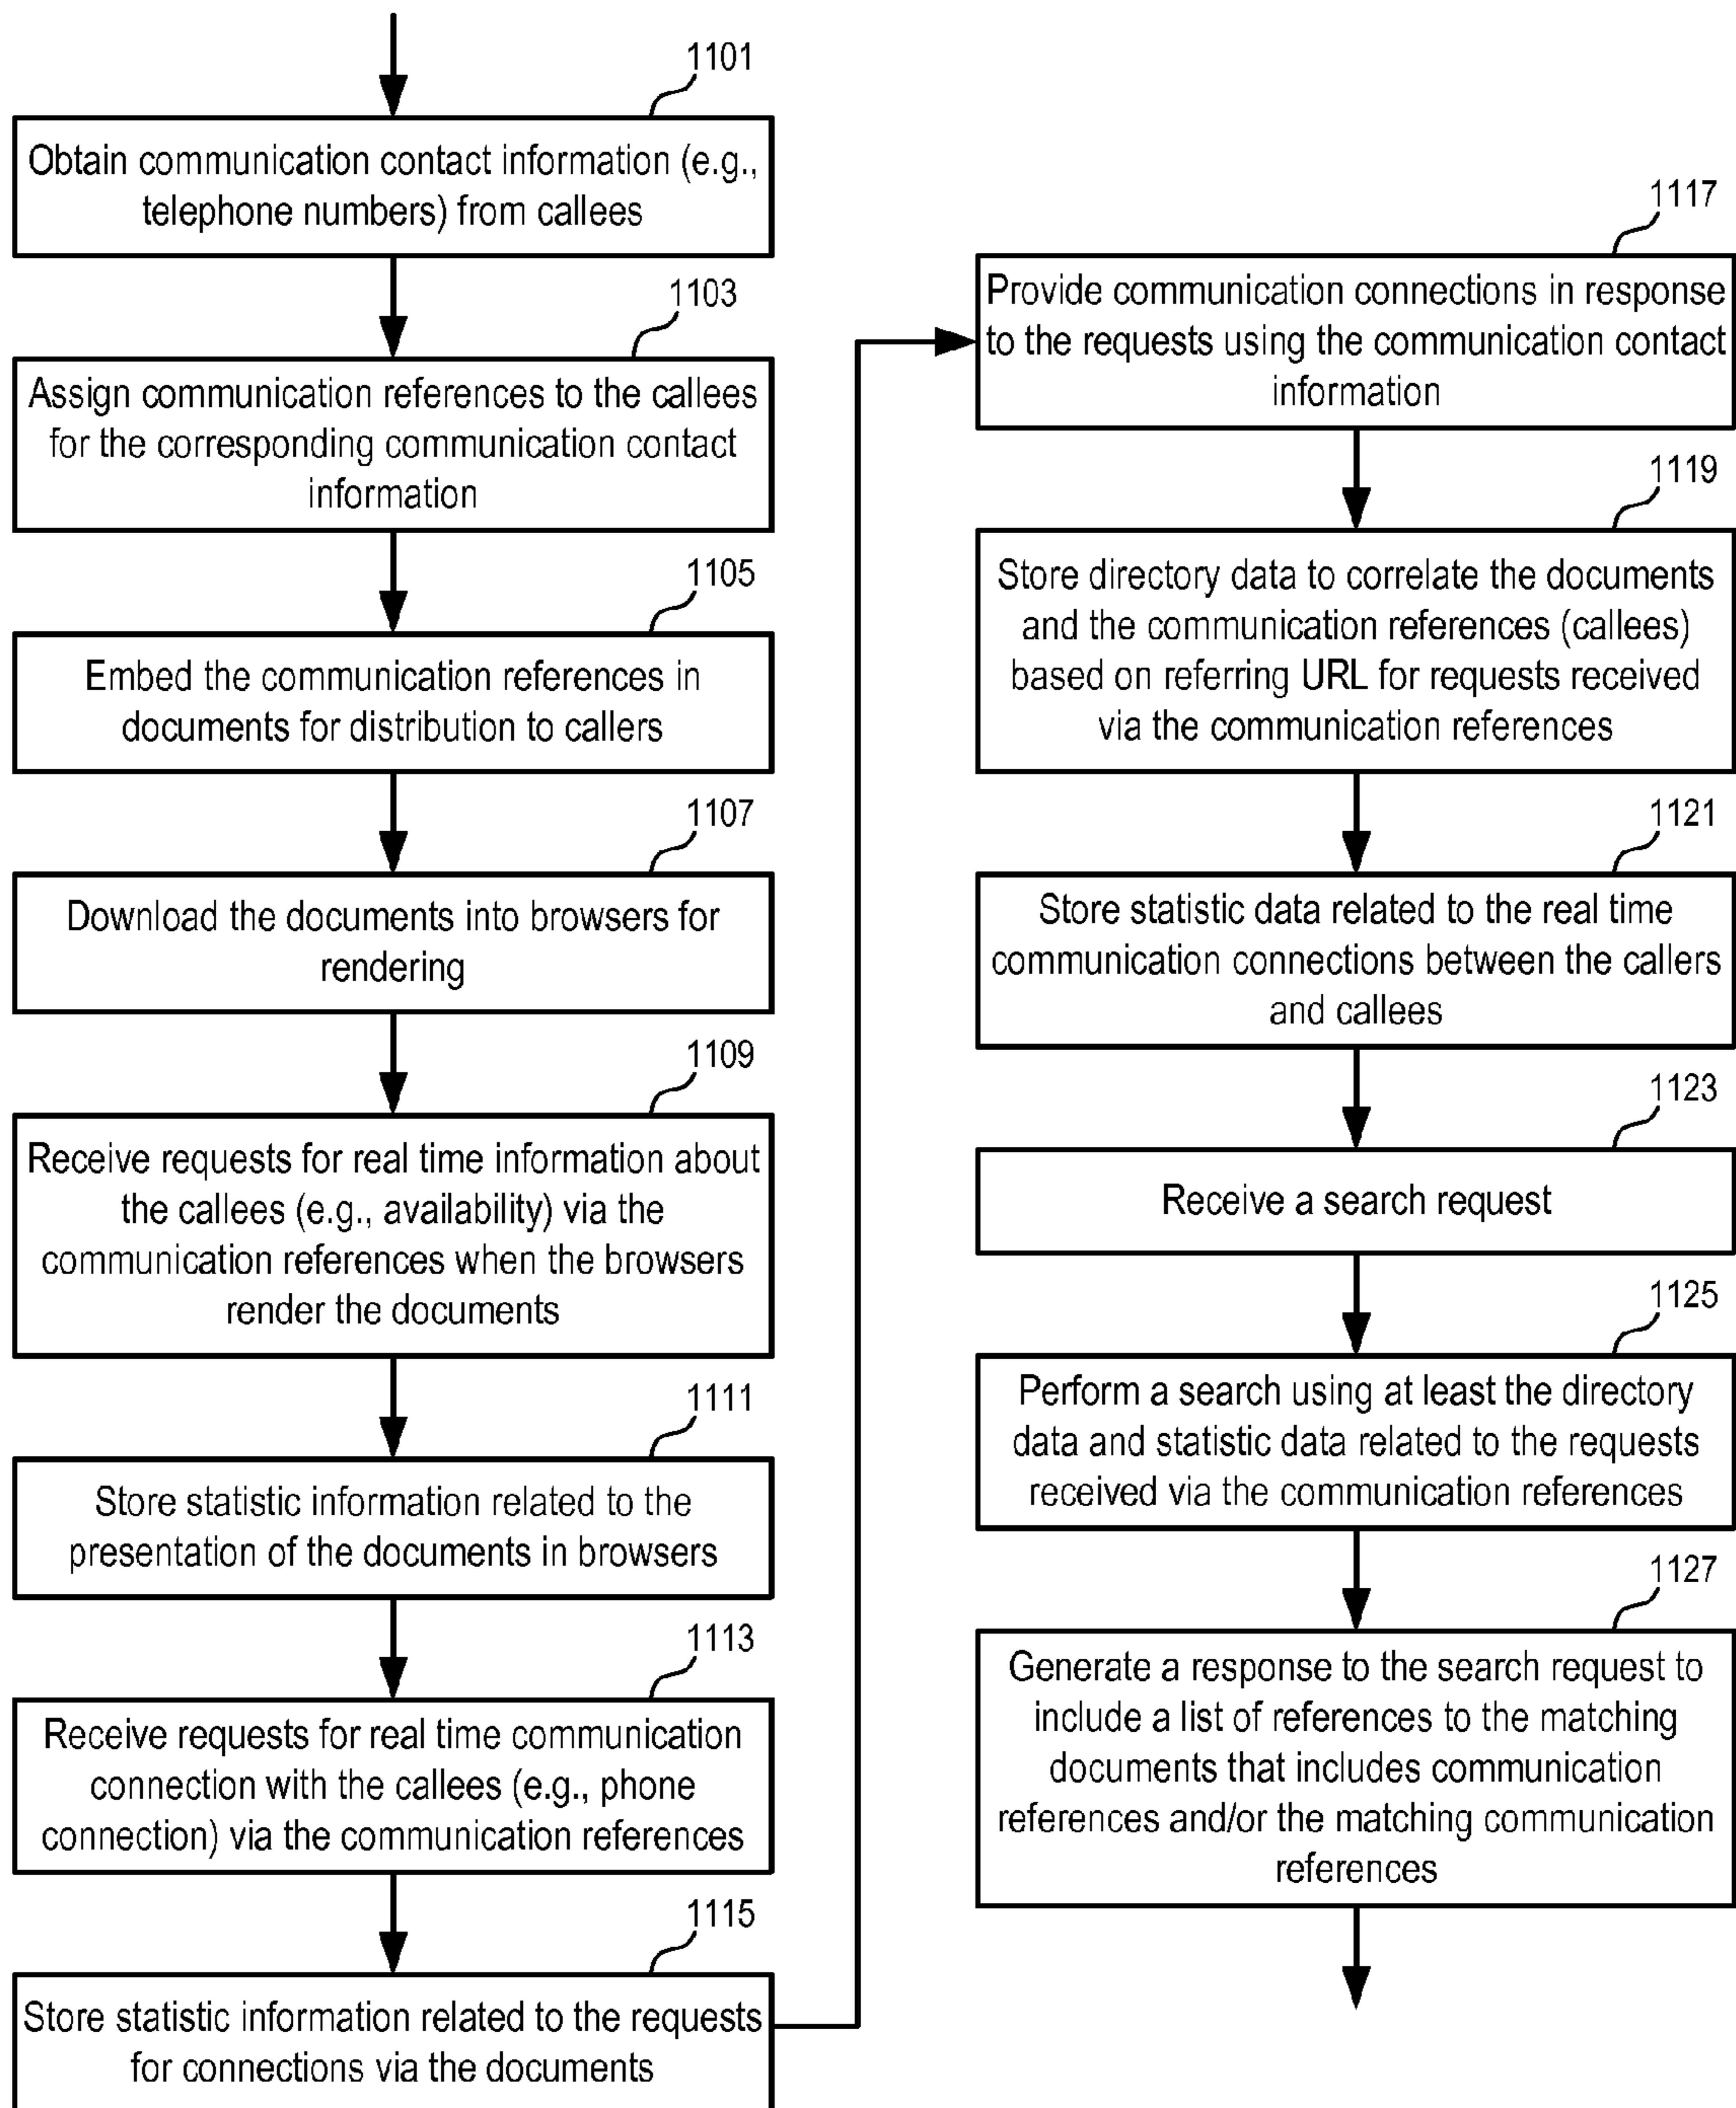 1101
Obtain communication contact information (e.g.,
telephone numbers) from callees
1103
Assign communication references to the callees
for the corresponding communication contact
information
1105
Embed the communication references in
documents for distribution to callers
1107
Download the documents into browsers for
rendering
1109
Receive requests for real time information about
the callees (e.g., availability) via the
communication references when the browsers
render the documents
1111
Store statistic information related to the
presentation of the documents in browsers
1113
Receive requests for real time communication
connection with the callees (e.g., phone
connection) via the communication references
1115
Store statistic information related to the requests
for connections via the documents
1117
Provide communication connections in response
to the requests using the communication contact
information
1119
Store directory data to correlate the documents
and the communication references (callees)
based on referring URL for requests received
via the communication references
1121
Store statistic data related to the real time
communication connections between the callers
and callees
1123
Receive a search request
1125
Perform a search using at least the directory
data and statistic data related to the requests
received via the communication references
1127
Generate a response to the search request to
include a list of references to the matching
documents that includes communication
references and/or the matching communication
references